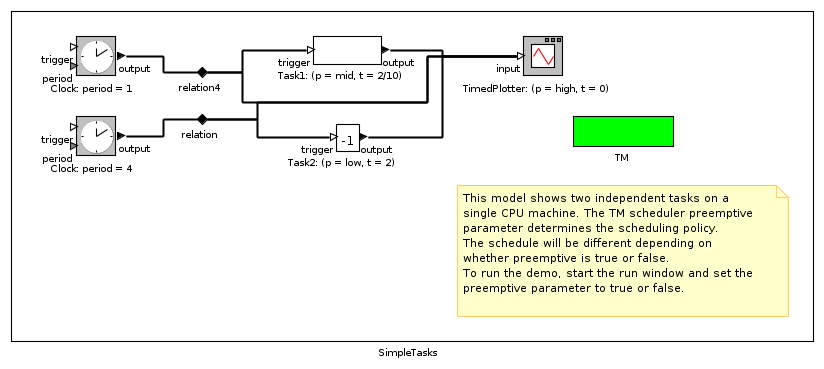 trigger
period
output
Clock: period = 1
relation4
trigger
output
Task1: (p = mid, t = 2/10)
input
TimedPlotter: (p = high, t = 0)
trigger
period
output
Clock: period = 4
relation
-1
trigger
output
Task2: (p = low, t = 2)
TM
This model shows two independent tasks on a
single CPU machine. The TM scheduler preemptive
parameter determines the scheduling policy.
The schedule will be different depending on
whether preemptive is true or false.
To run the demo, start the run window and set the
preemptive parameter to true or false.
SimpleTasks